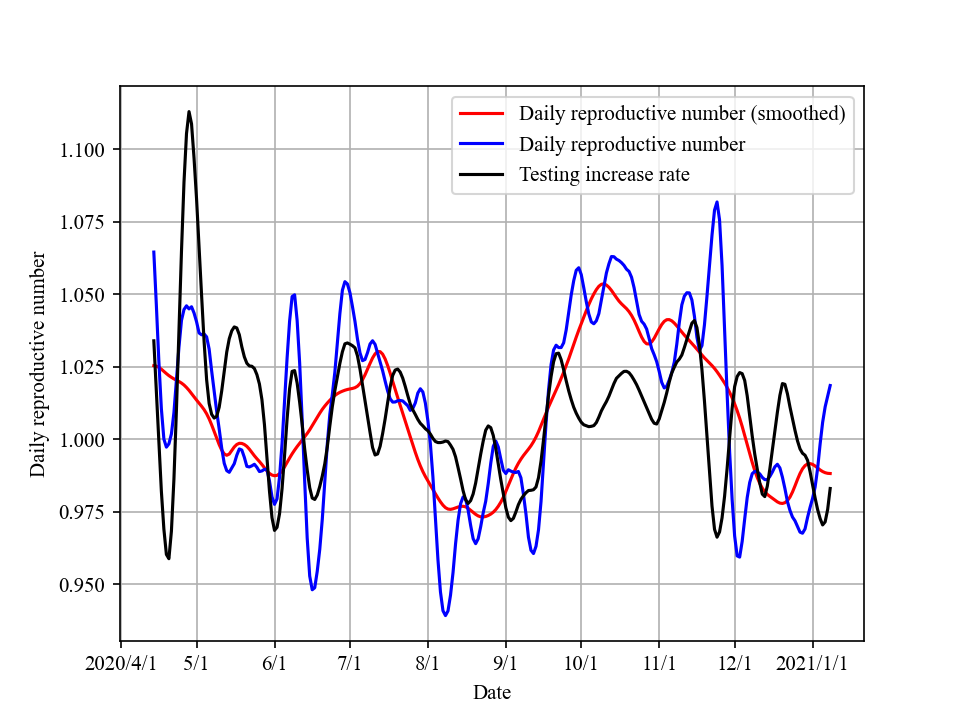 Daily reproductive number (smoothed)
Daily reproductive number
Testing increase rate
1.100
1.075
1.050
1.025
1.000
0.975
0.950
Daily reproductive number
2020/4/1 5/1 6/1 7/1 8/1 9/1 10/1 11/1 12/1 2021/1/1
Date